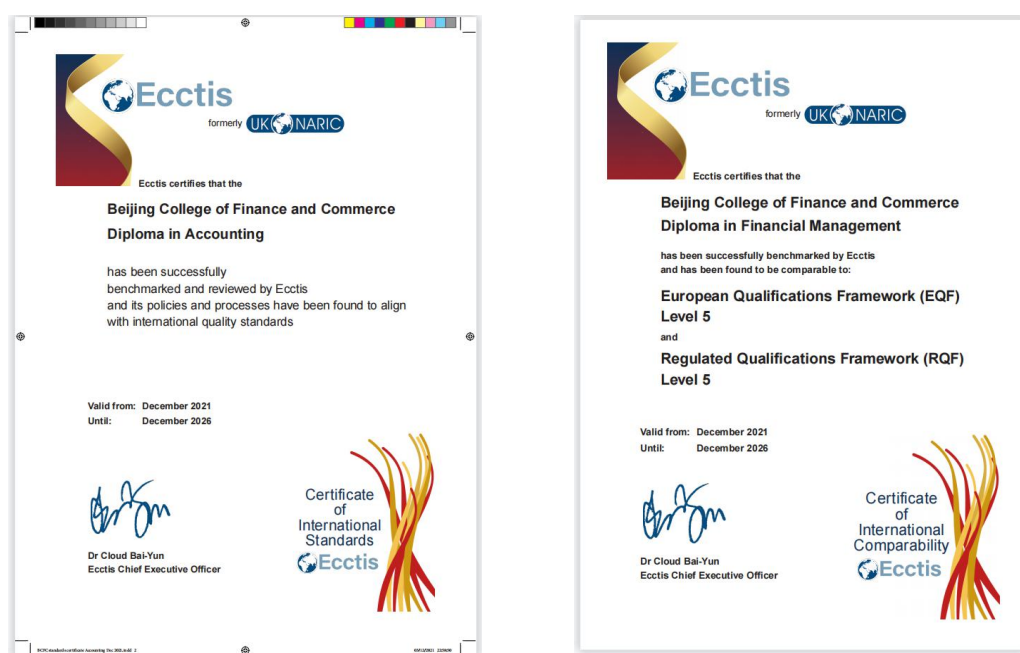 Ecctis
formerly UK NARIC
Ecctis certifies that the
Beijing College of Finance and Commerce
Diploma in Accounting
has been successfully
benchmarked and reviewed by Ecctis
and its policies and processes have been found to align
with international quality standards
Valid from: December 2021
Until: December 2026
Dr Cloud Bai-Yun
Ecctis Chief Executive Officer
Certificate
of
International
Standards
Ecctis
Ecctis
formerly UK NARIC
Ecctis certifies that the
Beijing College of Finance and Commerce
Diploma in Financial Management
has been successfully benchmarked by Ecctis
and has been found to be comparable to:
European Qualifications Framework (EQF)
Level 5
and
Regulated Qualifications Framework (RQF)
Level 5
Valid from: December 2021
Until: December 2026
Dr Cloud Bai-Yun
Ecctis Chief Executive Officer
Certificate
of
International
Comparability
Ecctis